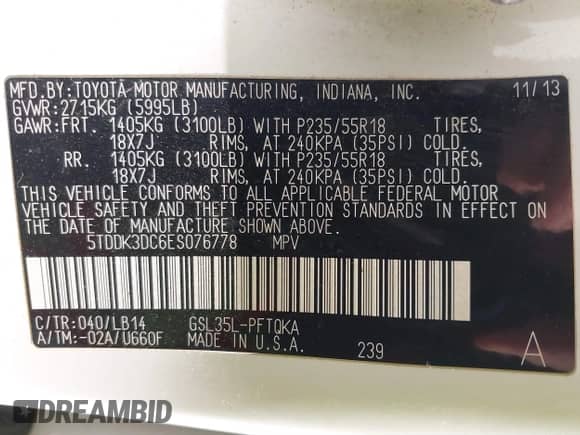 MFD.BY:TOYOTA MOTOR MANUFACTURING, INDIANA, INC. 11/13
GVWR:2715KG (5995LB)
GAWR:FRT. 1405KG (3100LB) WITH P235/55R18 TIRES,
18X7J RIMS, AT 240KPA (35PSI) COLD.
RR. 1405KG (3100LB) WITH P235/55R18 TIRES,
18X7J RIMS, AT 240KPA (35PSI) COLD.
THIS VEHICLE CONFORMS TO ALL APPLICABLE FEDERAL MOTOR
VEHICLE SAFETY AND THEFT PREVENTION STANDARDS IN EFFECT ON
THE DATE OF MANUFACTURE SHOWN ABOVE.
5TDDK3DC6ES076778 MPV
C/TR:040/LB14 GSL35L-PFTQKA
A/TM:-02A/U660F MADE IN U.S.A. 239 A
DREAMBID